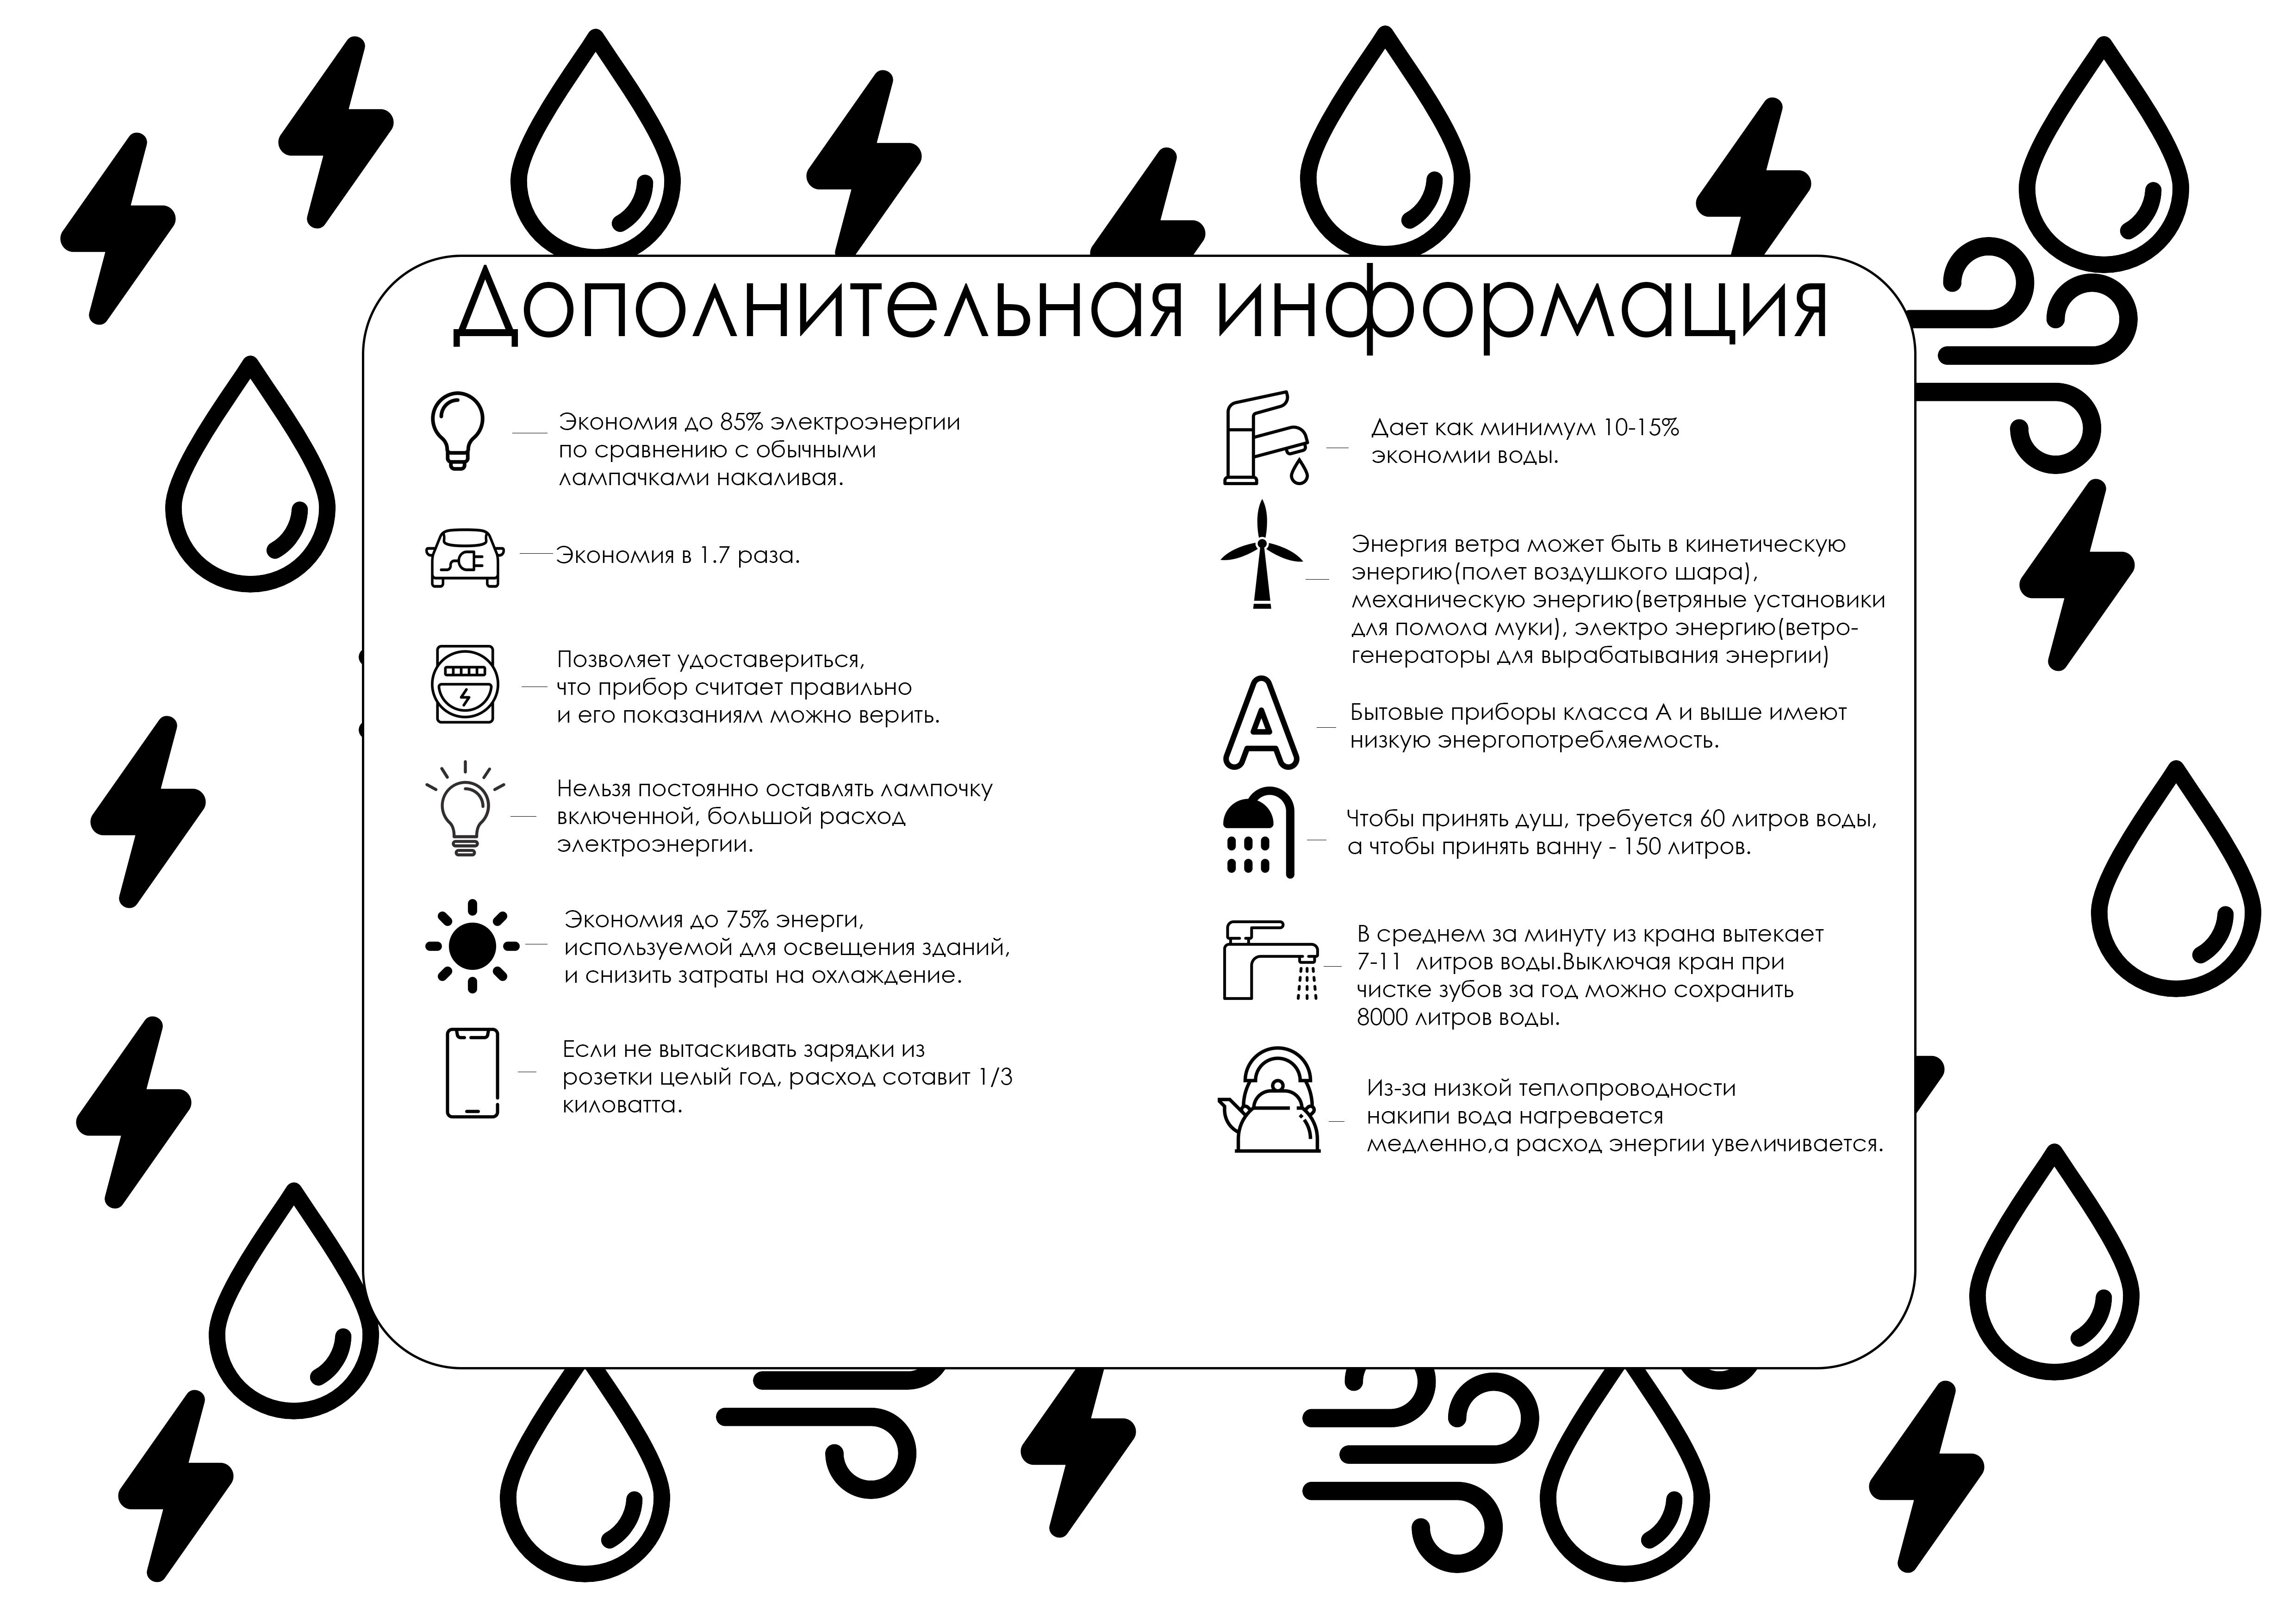 Дополнительная информация
Экономия до 85% электроэнергии
по сравнению с обычными
лампачками накаливая.
Экономия в 1.7 раза.
Позволяет удоставериться,
что прибор считает правильно
и его показаниям можно верить.
Нельзя постоянно оставлять лампочку
включенной, большой расход
электроэнергии.
Экономия до 75% энерги,
используемой для освещения зданий,
и снизить затраты на охлаждение.
Если не вытаскивать зарядки из
розетки целый год, расход сотавит 1/3
киловатта.
Дает как минимум 10-15%
экономии воды.
Энергия ветра может быть в кинетическую
энергию(полет воздушкого шара),
механическую энергию(ветряные установики
для помола муки), электро энергию(ветро-
генераторы для вырабатывания энергии)
A
Бытовые приборы класса А и выше имеют
низкую энергопотребляемость.
Чтобы принять душ, требуется 60 литров воды,
а чтобы принять ванну - 150 литров.
В среднем за минуту из крана вытекает
7-11  литров воды.Выключая кран при
чистке зубов за год можно сохранить
8000 литров воды.
Из-за низкой теплопроводности
накипи вода нагревается
медленно,а расход энергии увеличивается.